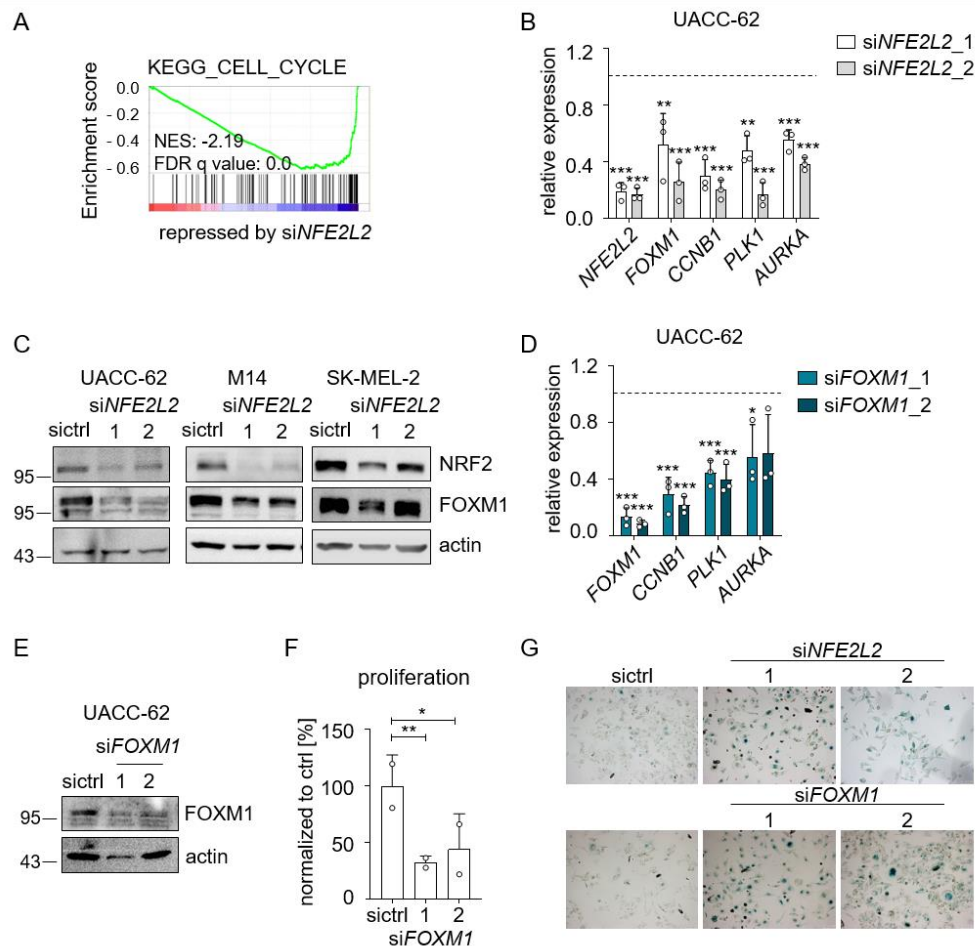 A
KEGG_CELL_CYCLE
Enrichment score
0.0
- 0.2
- 0.4
- 0.6
NES: -2.19
FDR q value: 0.0
repressed by siNFE2L2
B
UACC-62
siNFE2L2_1
siNFE2L2_2
relative expression
1.2
0.8
0.4
0.0
*** *** ** *** *** *** ** *** *** ***
NFE2L2 FOXM1 CCNB1 PLK1 AURKA
C
UACC-62 M14 SK-MEL-2
siNFE2L2 siNFE2L2 siNFE2L2
sictrl 1 2 sictrl 1 2 sictrl 1 2
95 NRF2
95 FOXM1
43 actin
D
UACC-62
siFOXM1_1
siFOXM1_2
relative expression
1.2
0.8
0.4
0.0
*** *** *** *** *** *** *
FOXM1 CCNB1 PLK1 AURKA
E
UACC-62
siFOXM1
sictrl 1 2
95 FOXM1
43 actin
F
proliferation
normalized to ctrl [%]
150
100
50
0
*
**
sictrl 1 2
siFOXM1
G
siNFE2L2
sictrl 1 2
siFOXM1
1 2